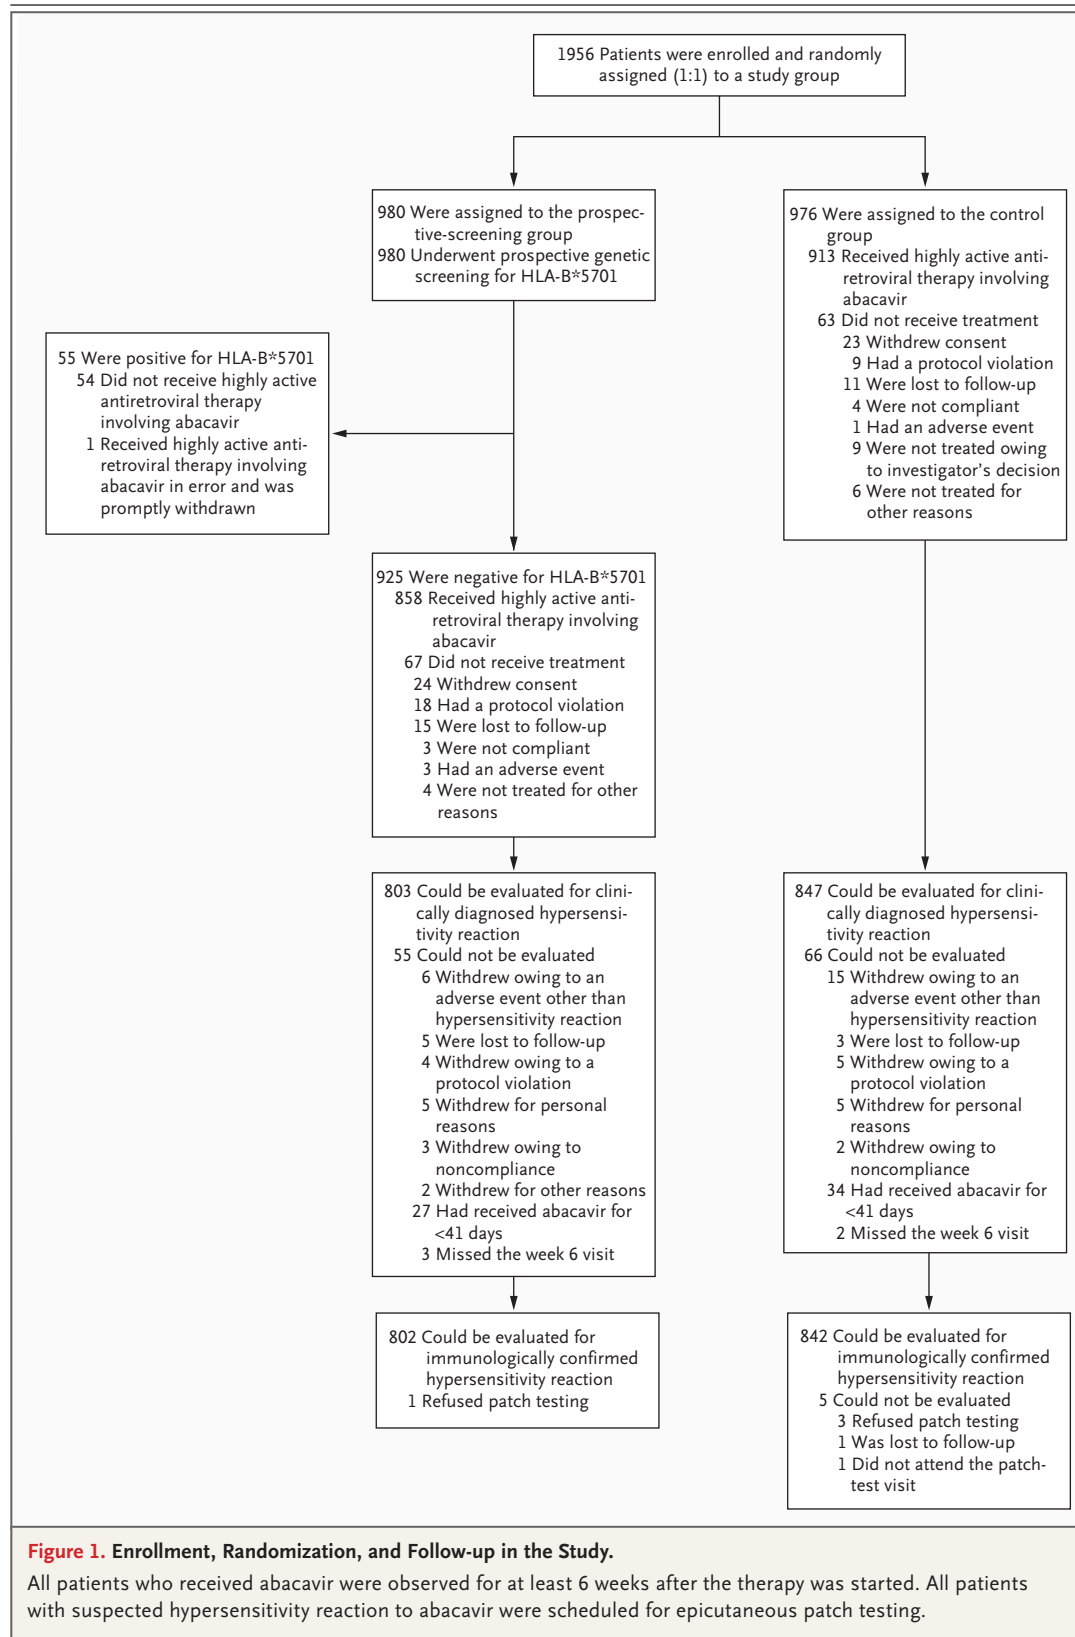 1956 Patients were enrolled and randomly
assigned (1:1) to a study group
980 Were assigned to the prospec-
tive-screening group
980 Underwent prospective genetic
screening for HLA-B*5701
976 Were assigned to the control
group
913 Received highly active anti-
retroviral therapy involving
abacavir
63 Did not receive treatment
23 Withdrew consent
9 Had a protocol violation
11 Were lost to follow-up
4 Were not compliant
1 Had an adverse event
9 Were not treated owing
to investigator's decision
6 Were not treated for
other reasons
55 Were positive for HLA-B*5701
54 Did not receive highly active
antiretroviral therapy
involving abacavir
1 Received highly active anti-
retroviral therapy involving
abacavir in error and was
promptly withdrawn
925 Were negative for HLA-B*5701
858 Received highly active anti-
retroviral therapy involving
abacavir
67 Did not receive treatment
24 Withdrew consent
18 Had a protocol violation
15 Were lost to follow-up
3 Were not compliant
3 Had an adverse event
4 Were not treated for other
reasons
803 Could be evaluated for clini-
cally diagnosed hypersensi-
tivity reaction
55 Could not be evaluated
6 Withdrew owing to an
adverse event other than
hypersensitivity reaction
5 Were lost to follow-up
4 Withdrew owing to a
protocol violation
5 Withdrew for personal
reasons
3 Withdrew owing to
noncompliance
2 Withdrew for other reasons
27 Had received abacavir for
<41 days
3 Missed the week 6 visit
847 Could be evaluated for clini-
cally diagnosed hypersensi-
tivity reaction
66 Could not be evaluated
15 Withdrew owing to an
adverse event other than
hypersensitivity reaction
3 Were lost to follow-up
5 Withdrew owing to a
protocol violation
5 Withdrew for personal
reasons
2 Withdrew owing to
noncompliance
34 Had received abacavir for
<41 days
2 Missed the week 6 visit
802 Could be evaluated for
immunologically confirmed
hypersensitivity reaction
1 Refused patch testing
842 Could be evaluated for
immunologically confirmed
hypersensitivity reaction
5 Could not be evaluated
3 Refused patch testing
1 Was lost to follow-up
1 Did not attend the patch-
test visit
Figure 1. Enrollment, Randomization, and Follow-up in the Study.
All patients who received abacavir were observed for at least 6 weeks after the therapy was started. All patients
with suspected hypersensitivity reaction to abacavir were scheduled for epicutaneous patch testing.